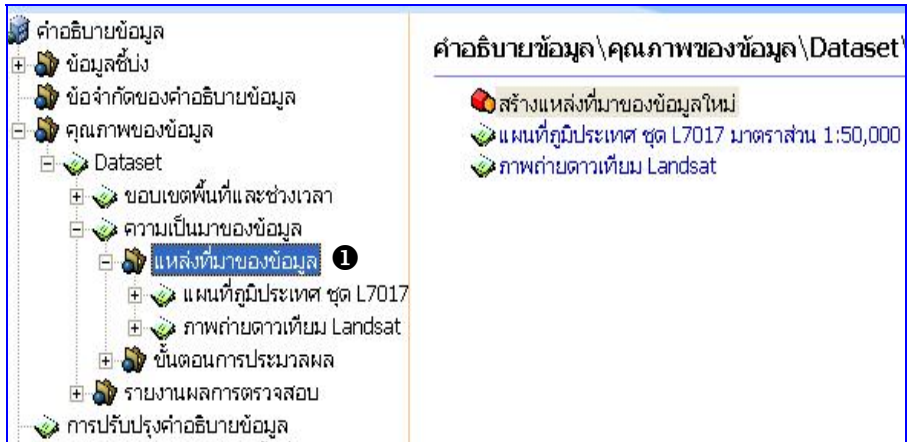 คำอธิบายข้อมูล
ข้อมูลชี้บ่ง
ข้อจำกัดของคำอธิบายข้อมูล
คุณภาพของข้อมูล
Dataset
ขอบเขตพื้นที่และช่วงเวลา
ความเป็นมาของข้อมูล
แหล่งที่มาของข้อมูล ❶
แผนที่ภูมิประเทศ ชุด L7017
ภาพถ่ายดาวเทียม Landsat
ขั้นตอนการประมวลผล
รายงานผลการตรวจสอบ
การปรับปรุงคำอธิบายข้อมูล
คำอธิบายข้อมูล\คุณภาพของข้อมูล\Dataset\
สร้างแหล่งที่มาของข้อมูลใหม่
แผนที่ภูมิประเทศ ชุด L7017 มาตราส่วน 1:50,000
ภาพถ่ายดาวเทียม Landsat